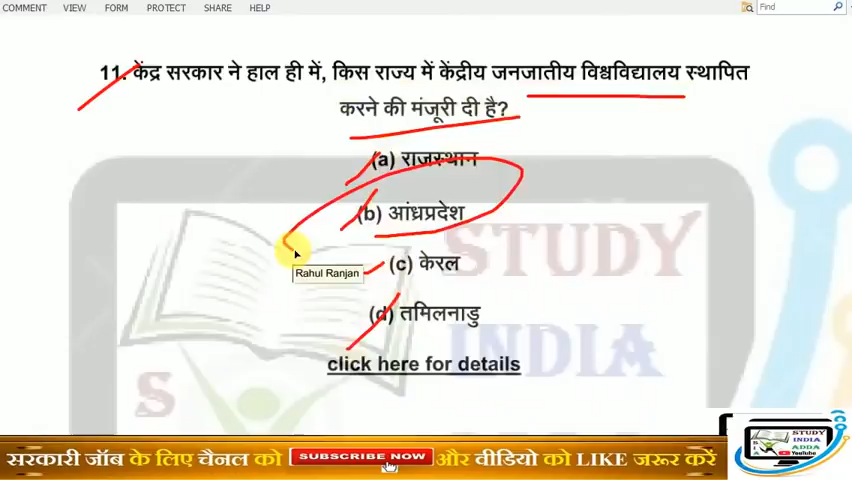 COMMENT VIEW FORM PROTECT SHARE HELP Find
11. केंद्र सरकार ने हाल ही में, किस राज्य में केंद्रीय जनजातीय विश्वविद्यालय स्थापित
करने की मंजूरी दी है?
(a) राजस्थान
(b) आंध्रप्रदेश
Rahul Ranjan
(c) केरल
(d) तमिलनाडु
click here for details
STUDY
INDIA
S
सरकारी जॉब के लिए चैनल को SUBSCRIBE NOW और वीडियो को LIKE जरूर करें
STUDY
INDIA
ADDA
YouTube